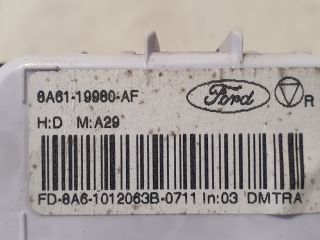 8A61-19980-AF
Ford
R
H:D M:A29
FD-8A6-1012063B-0711 In:03 DMTRA